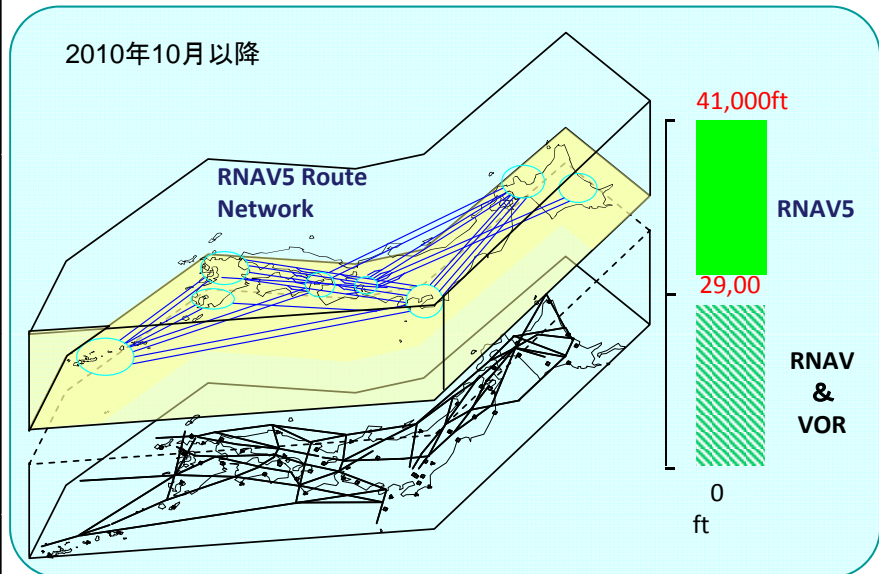 2010年10月以降
41,000ft
RNAV5 Route
Network
RNAV5
29,00
RNAV
&
VOR
0
ft